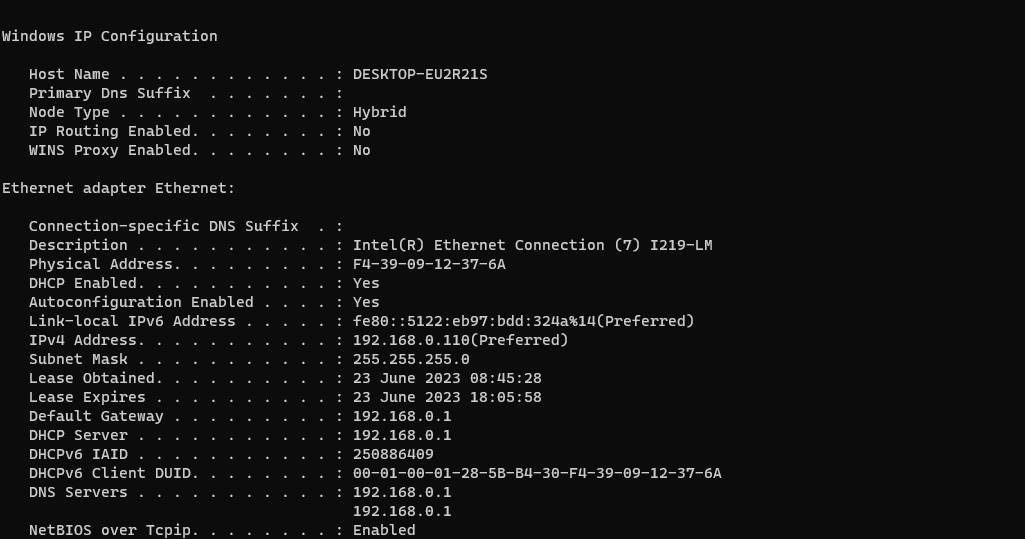 Windows IP Configuration
Host Name . . . . . . . . . . . . : DESKTOP-EU2R21S
Primary Dns Suffix  . . . . . . . :
Node Type . . . . . . . . . . . . : Hybrid
IP Routing Enabled. . . . . . . . : No
WINS Proxy Enabled. . . . . . . . : No
Ethernet adapter Ethernet:
Connection-specific DNS Suffix  . :
Description . . . . . . . . . . . : Intel(R) Ethernet Connection (7) I219-LM
Physical Address. . . . . . . . . : F4-39-09-12-37-6A
DHCP Enabled. . . . . . . . . . . : Yes
Autoconfiguration Enabled . . . . : Yes
Link-local IPv6 Address . . . . . : fe80::5122:eb97:bdd:324a%14(Preferred)
IPv4 Address. . . . . . . . . . . : 192.168.0.110(Preferred)
Subnet Mask . . . . . . . . . . . : 255.255.255.0
Lease Obtained. . . . . . . . . . : 23 June 2023 08:45:28
Lease Expires . . . . . . . . . . : 23 June 2023 18:05:58
Default Gateway . . . . . . . . . : 192.168.0.1
DHCP Server . . . . . . . . . . . : 192.168.0.1
DHCPv6 IAID . . . . . . . . . . . : 250886409
DHCPv6 Client DUID. . . . . . . . : 00-01-00-01-28-5B-B4-30-F4-39-09-12-37-6A
DNS Servers . . . . . . . . . . . : 192.168.0.1
192.168.0.1
NetBIOS over Tcpip. . . . . . . . : Enabled